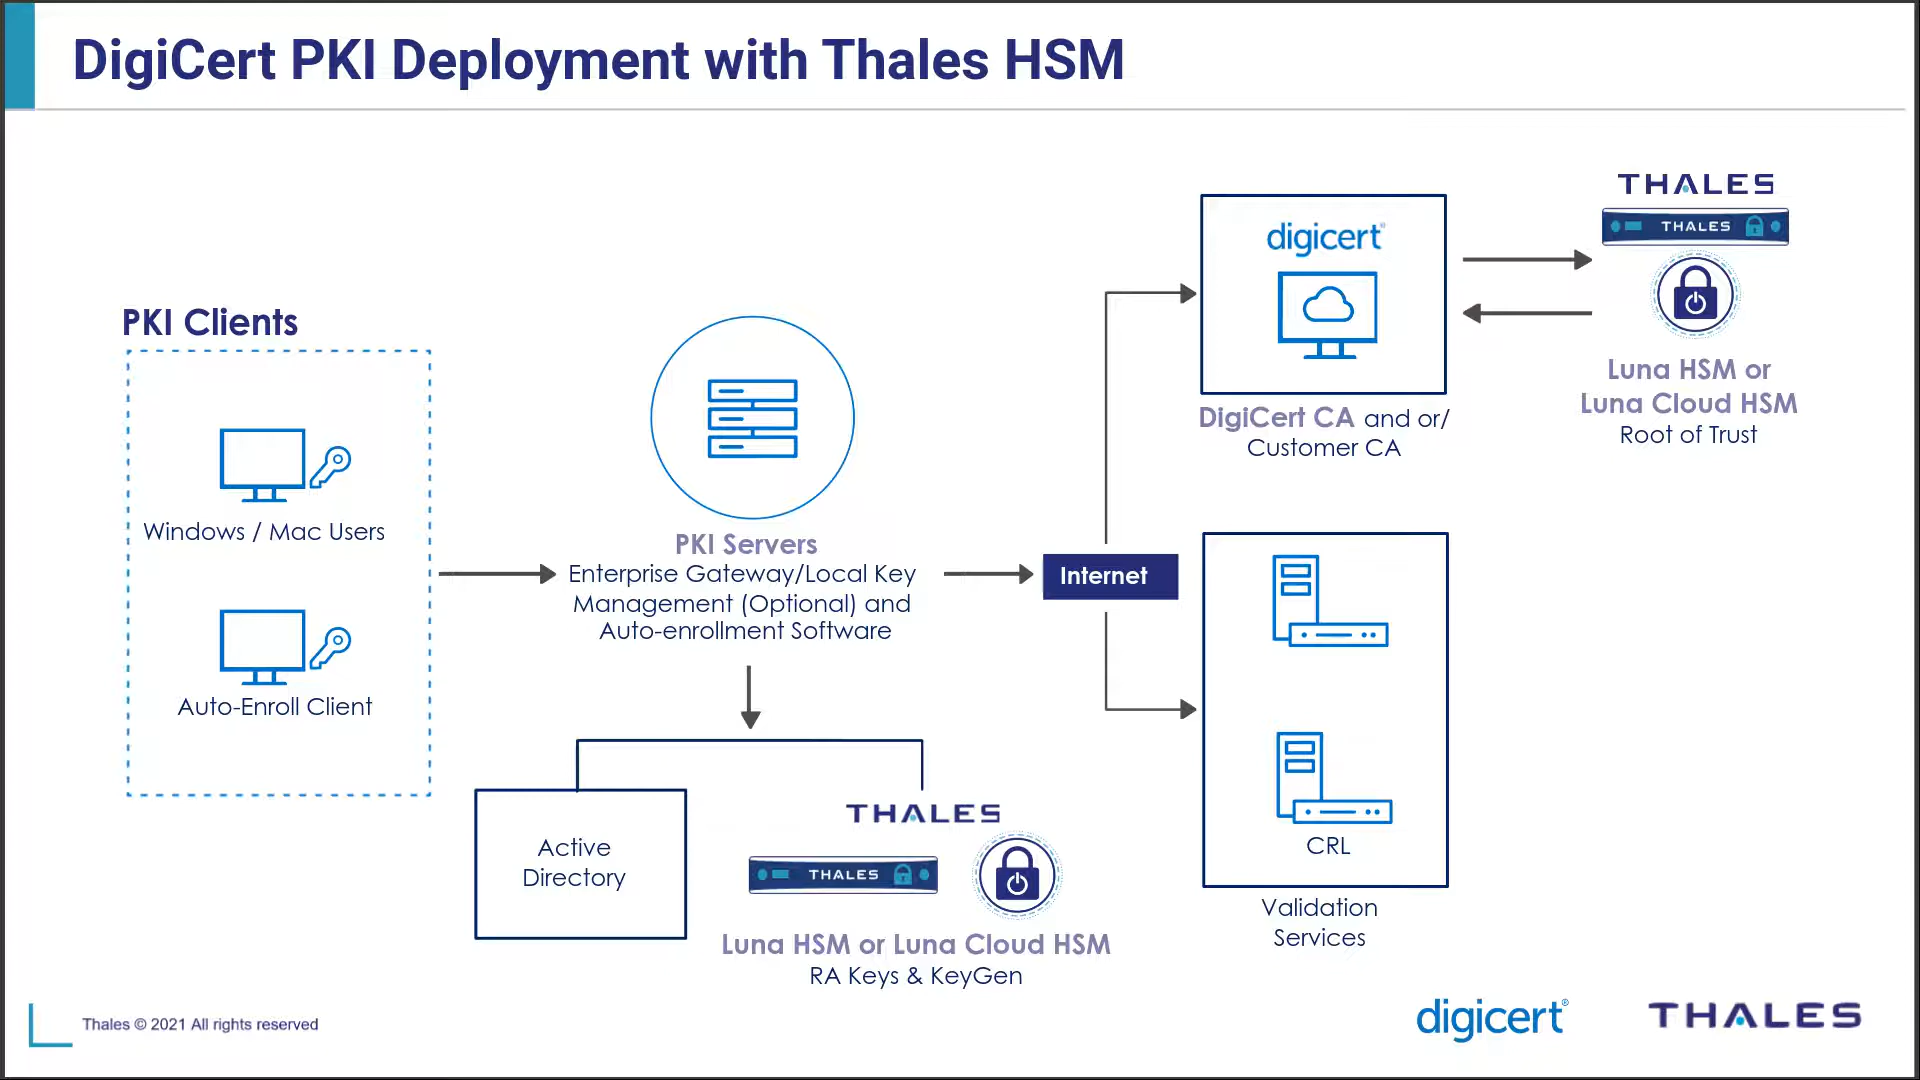 DigiCert PKI Deployment with Thales HSM
THALES
digicert®
THALES
PKI Clients
Luna HSM or
Luna Cloud HSM
Root of Trust
DigiCert CA and or/
Customer CA
Windows / Mac Users
PKI Servers
Enterprise Gateway/Local Key
Management (Optional) and
Auto-enrollment Software
Internet
Auto-Enroll Client
THALES
Active
Directory
THALES
CRL
Validation
Services
Luna HSM or Luna Cloud HSM
RA Keys & KeyGen
Thales © 2021 All rights reserved
digicert®
THALES